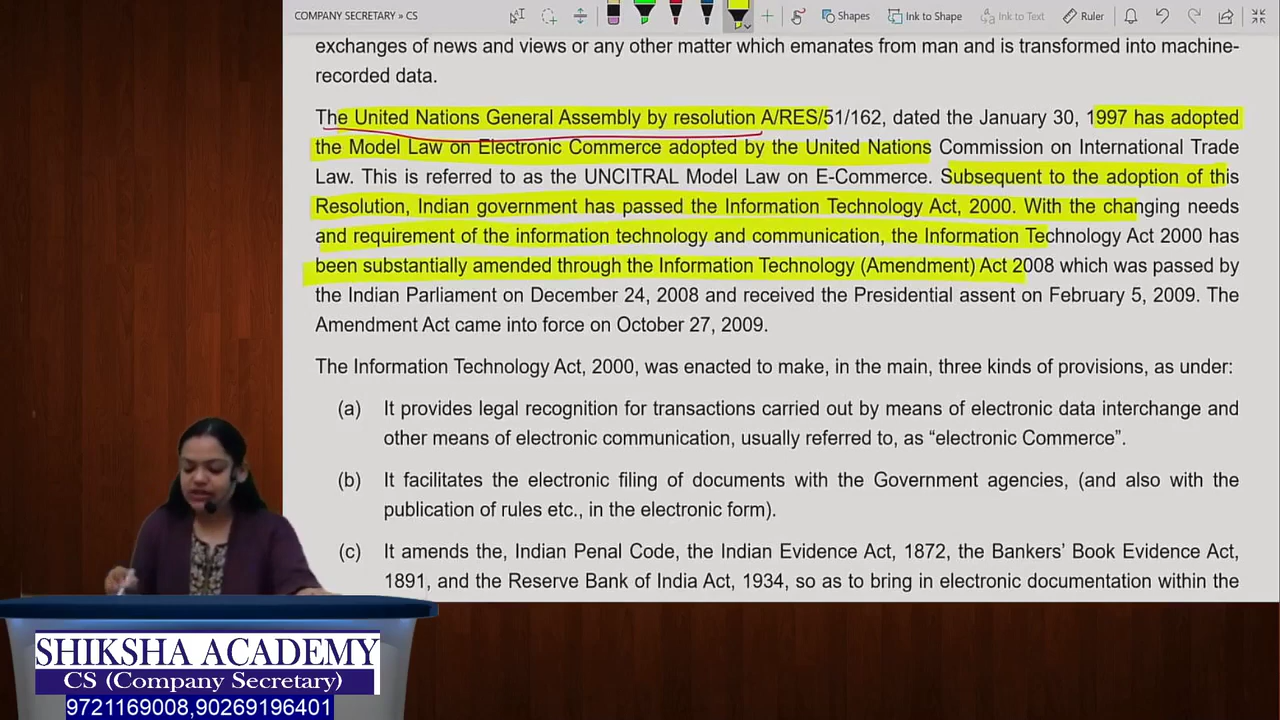 COMPANY SECRETARY » CS
Shapes
Ink to Shape
Ink to Text
Ruler
exchanges of news and views or any other matter which emanates from man and is transformed into machine-
recorded data.
The United Nations General Assembly by resolution A/RES/51/162, dated the January 30, 1997 has adopted
the Model Law on Electronic Commerce adopted by the United Nations Commission on International Trade
Law. This is referred to as the UNCITRAL Model Law on E-Commerce. Subsequent to the adoption of this
Resolution, Indian government has passed the Information Technology Act, 2000. With the changing needs
and requirement of the information technology and communication, the Information Technology Act 2000 has
been substantially amended through the Information Technology (Amendment) Act 2008 which was passed by
the Indian Parliament on December 24, 2008 and received the Presidential assent on February 5, 2009. The
Amendment Act came into force on October 27, 2009.
The Information Technology Act, 2000, was enacted to make, in the main, three kinds of provisions, as under:
(a) It provides legal recognition for transactions carried out by means of electronic data interchange and
other means of electronic communication, usually referred to, as “electronic Commerce”.
(b) It facilitates the electronic filing of documents with the Government agencies, (and also with the
publication of rules etc., in the electronic form).
(c) It amends the, Indian Penal Code, the Indian Evidence Act, 1872, the Bankers’ Book Evidence Act,
1891, and the Reserve Bank of India Act, 1934, so as to bring in electronic documentation within the
SHIKSHA ACADEMY
CS (Company Secretary)
9721169008,90269196401